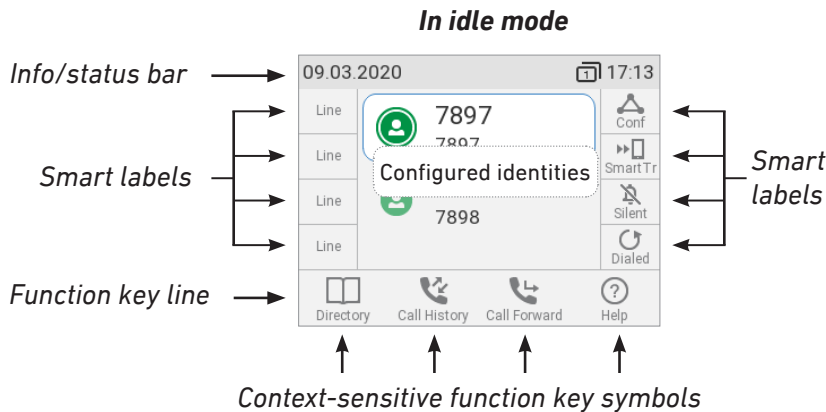 In idle mode
Info/status bar
09.03.2020 1 17:13
Smart labels
Line
Line
Line
Line
7897
7897
Configured identities
7898
Conf
SmartTr
Silent
Dialed
Smart
labels
Function key line
Directory Call History Call Forward ? Help
Context-sensitive function key symbols